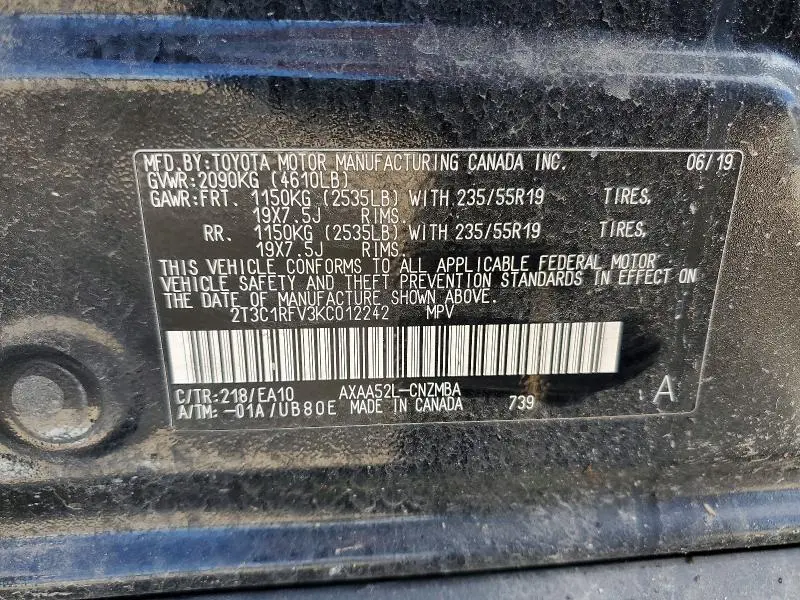 MFD.BY:TOYOTA MOTOR MANUFACTURING CANADA INC. 06/19
GVWR:2090KG (4610LB)
GAWR:FRT. 1150KG (2535LB) WITH 235/55R19 TIRES,
19X7.5J RIMS.
RR. 1150KG (2535LB) WITH 235/55R19 TIRES,
19X7.5J RIMS.
THIS VEHICLE CONFORMS TO ALL APPLICABLE FEDERAL MOTOR
VEHICLE SAFETY AND THEFT PREVENTION STANDARDS IN EFFECT ON
THE DATE OF MANUFACTURE SHOWN ABOVE.
2T3C1RFV3KC012242 MPV
C/TR:218/EA10 AXAA52L-CNZMBA
A/TM:-01A/UB80E MADE IN CANADA 739 A